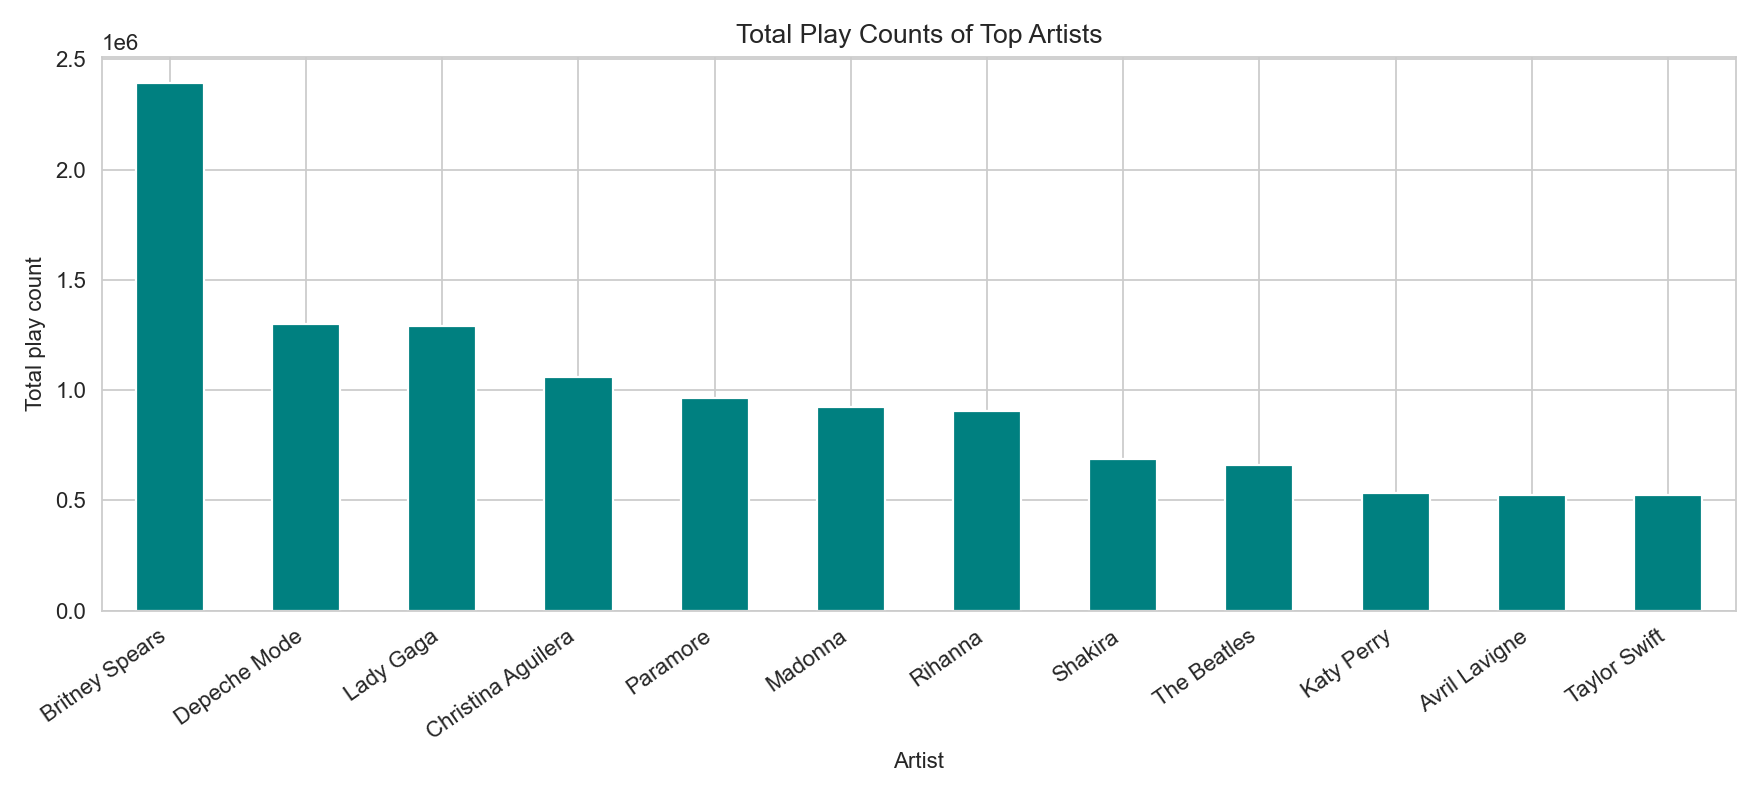 Total Play Counts of Top Artists
1e6
2.5
2.0
1.5
1.0
0.5
0.0
Total play count
Britney Spears
Depeche Mode
Lady Gaga
Christina Aguilera
Paramore
Madonna
Rihanna
Shakira
The Beatles
Katy Perry
Avril Lavigne
Taylor Swift
Artist